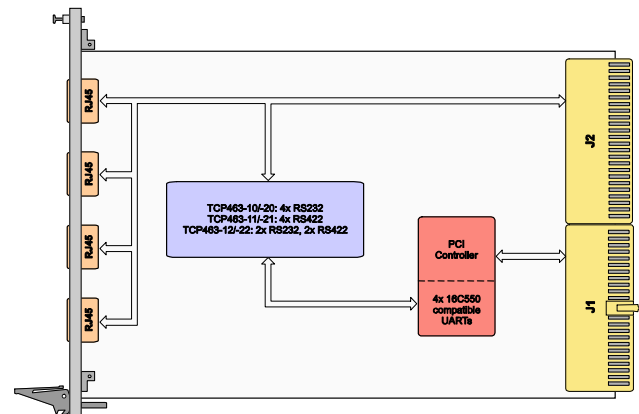 RJ45
J2
RJ45
TCP463-10/-20: 4x RS232
TCP463-11/-21: 4x RS422
TCP463-12/-22: 2x RS232, 2x RS422
RJ45
PCI
Controller
4x 16C550
compatible
UARTs
J1
RJ45